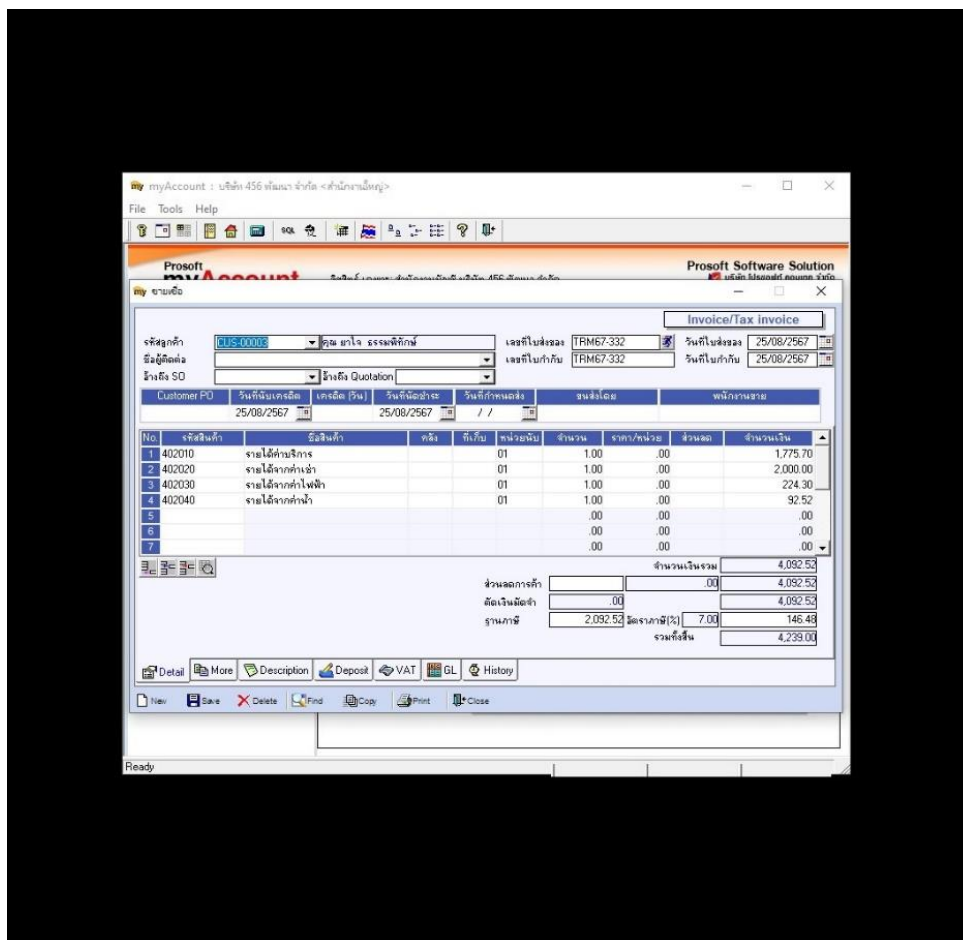 my myAccount : บริษัท 456 พัฒนา จำกัด <สำนักงานใหญ่>
File Tools Help
SQL
Prosoft
myAccount
Prosoft Software Solution
my ขายเชื่อ
Invoice/Tax invoice
รหัสลูกค้า CUS-00003 คุณ ยาใจ ธรรมพิทักษ์ เลขที่ใบส่งของ TRM67-332 วันที่ใบส่งของ 25/08/2567
ชื่อผู้ติดต่อ เลขที่ใบกำกับ TRM67-332 วันที่ใบกำกับ 25/08/2567
อ้างถึง SO อ้างถึง Quotation
Customer PO วันที่นับเครดิต เครดิต (วัน) วันที่นัดชำระ วันที่กำหนดส่ง ขนส่งโดย พนักงานขาย
25/08/2567 25/08/2567 / /
No. รหัสสินค้า ชื่อสินค้า คลัง ที่เก็บ หน่วยนับ จำนวน ราคา/หน่วย ส่วนลด จำนวนเงิน
1 402010 รายได้ค่าบริการ 01 1.00 .00 1,775.70
2 402020 รายได้จากค่าเช่า 01 1.00 .00 2,000.00
3 402030 รายได้จากค่าไฟฟ้า 01 1.00 .00 224.30
4 402040 รายได้จากค่าน้ำ 01 1.00 .00 92.52
5 .00 .00 .00
6 .00 .00 .00
7 .00 .00 .00
จำนวนเงินรวม 4,092.52
ส่วนลดการค้า .00 4,092.52
ตัดเงินมัดจำ .00 4,092.52
ฐานภาษี 2,092.52 อัตราภาษี(%) 7.00 146.48
รวมทั้งสิ้น 4,239.00
Detail More Description Deposit VAT GL History
New Save Delete Find Copy Print Close
Ready